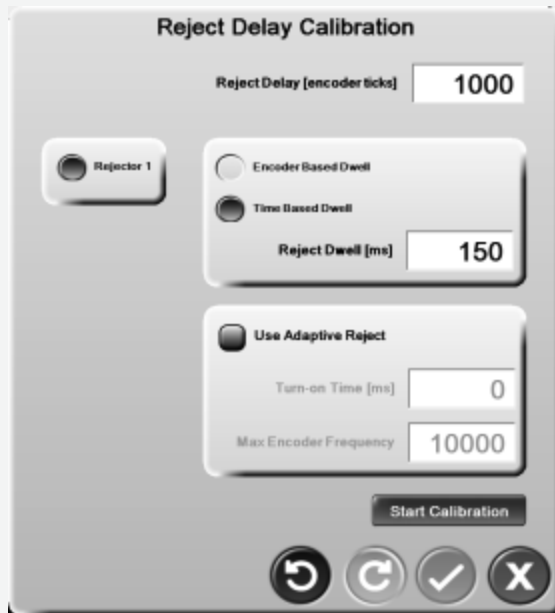 Reject Delay Calibration
Reject Delay [encoder ticks] 1000
Rejector 1
Encoder Based Dwell
Time Based Dwell
Reject Dwell [ms] 150
Use Adaptive Reject
Turn-on Time [ms] 0
Max Encoder Frequency 10000
Start Calibration